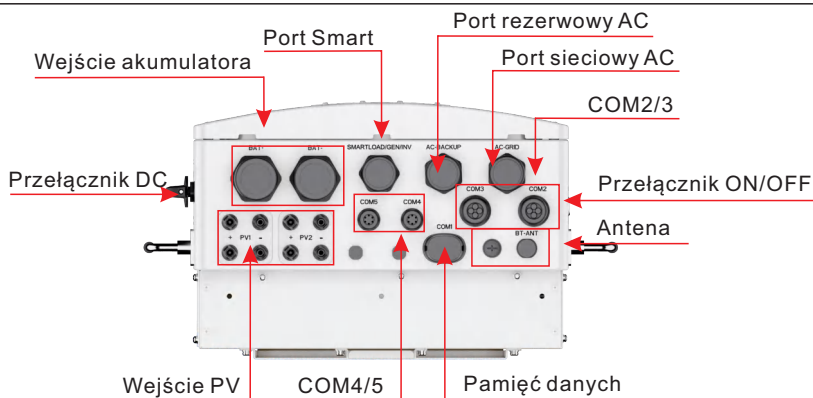 Port rezerwowy AC
Port Smart
Port sieciowy AC
Wejście akumulatora
COM2/3
BAT- BAT- SMARTLOAD/GEN/INV AC-BACKUP AC-GRID
Przełącznik DC
COM3 COM2
Przełącznik ON/OFF
COM5 COM4
COM1
BT-ANT
Antena
+ PV1 - + PV2 -
Wejście PV
COM4/5
Pamięć danych